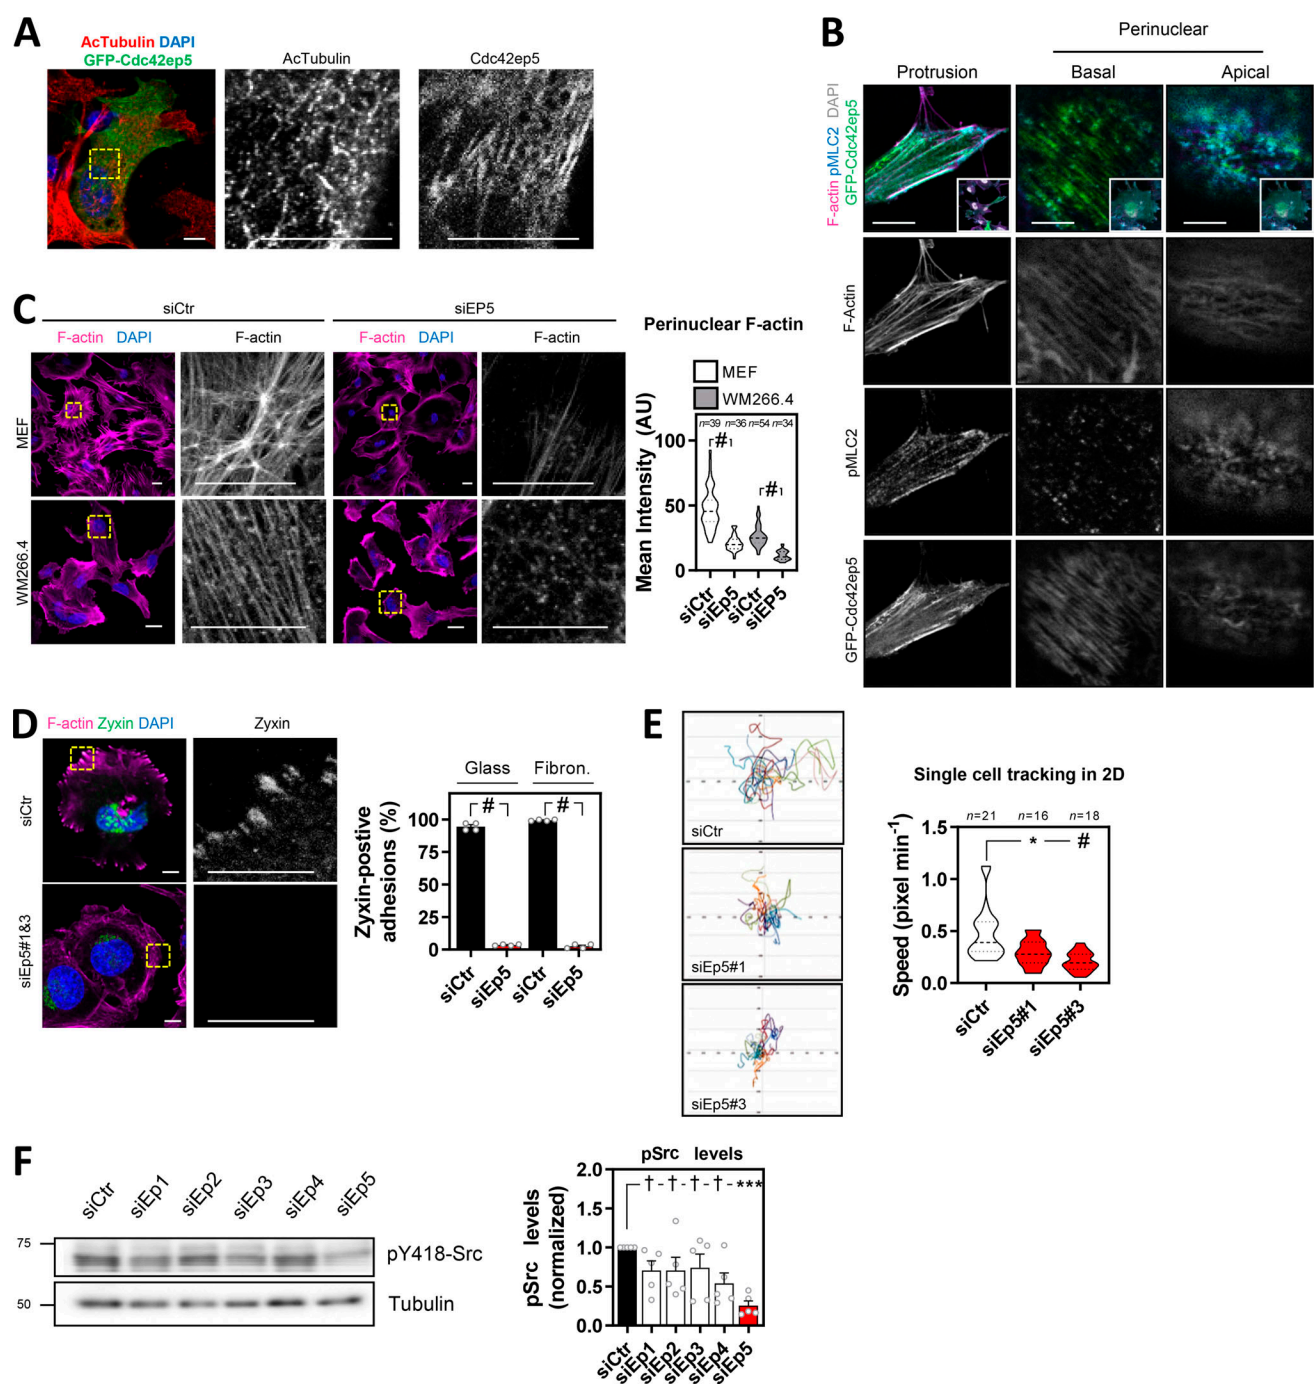 A
AcTubulin DAPI
GFP-Cdc42ep5
AcTubulin
Cdc42ep5
B
Perinuclear
Protrusion
Basal
Apical
F-actin pMLC2 DAPI
GFP-Cdc42ep5
F-Actin
pMLC2
GFP-Cdc42ep5
C
siCtr
siEP5
F-actin DAPI
F-actin
F-actin DAPI
F-actin
MEF
WM266.4
Perinuclear F-actin
MEF
WM266.4
n=39 n=36 n=54 n=34
# #
Mean Intensity (AU)
100
50
0
siCtr
siEp5
siCtr
siEP5
D
F-actin Zyxin DAPI
Zyxin
siCtr
siEp5#1&3
Glass Fibron.
# #
Zyxin-postive
adhesions (%)
100
75
50
25
0
siCtr
siEp5
siCtr
siEp5
E
siCtr
siEp5#1
siEp5#3
Single cell tracking in 2D
n=21 n=16 n=18
* #
Speed (pixel min-1)
1.5
1.0
0.5
0.0
siCtr
siEp5#1
siEp5#3
F
siCtr
siEp1
siEp2
siEp3
siEp4
siEp5
75
pY418-Src
50
Tubulin
pSrc levels
† † † † ***
pSrc levels
(normalized)
2.0
1.5
1.0
0.5
0.0
siCtr
siEp1
siEp2
siEp3
siEp4
siEp5